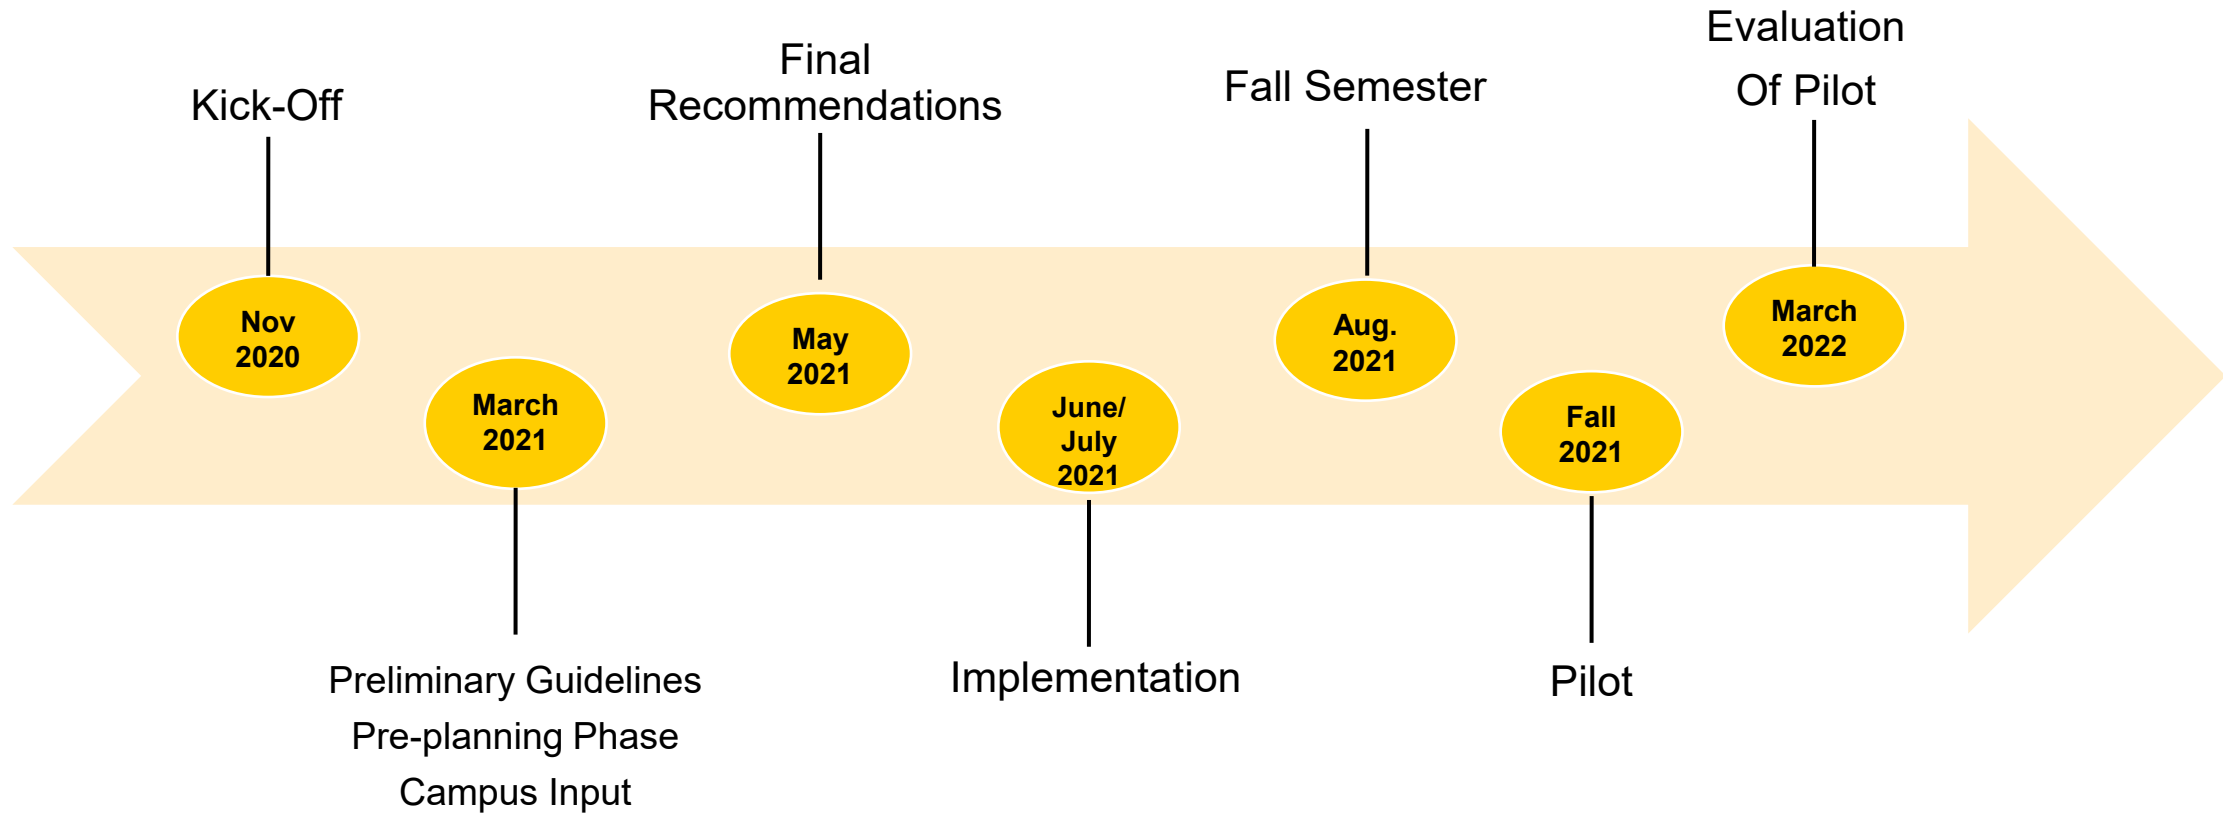 Kick-Off
Nov
2020
March
2021
Preliminary Guidelines
Pre-planning Phase
Campus Input
Final
Recommendations
May
2021
June/
July
2021
Implementation
Fall Semester
Aug.
2021
Fall
2021
Pilot
Evaluation
Of Pilot
March
2022